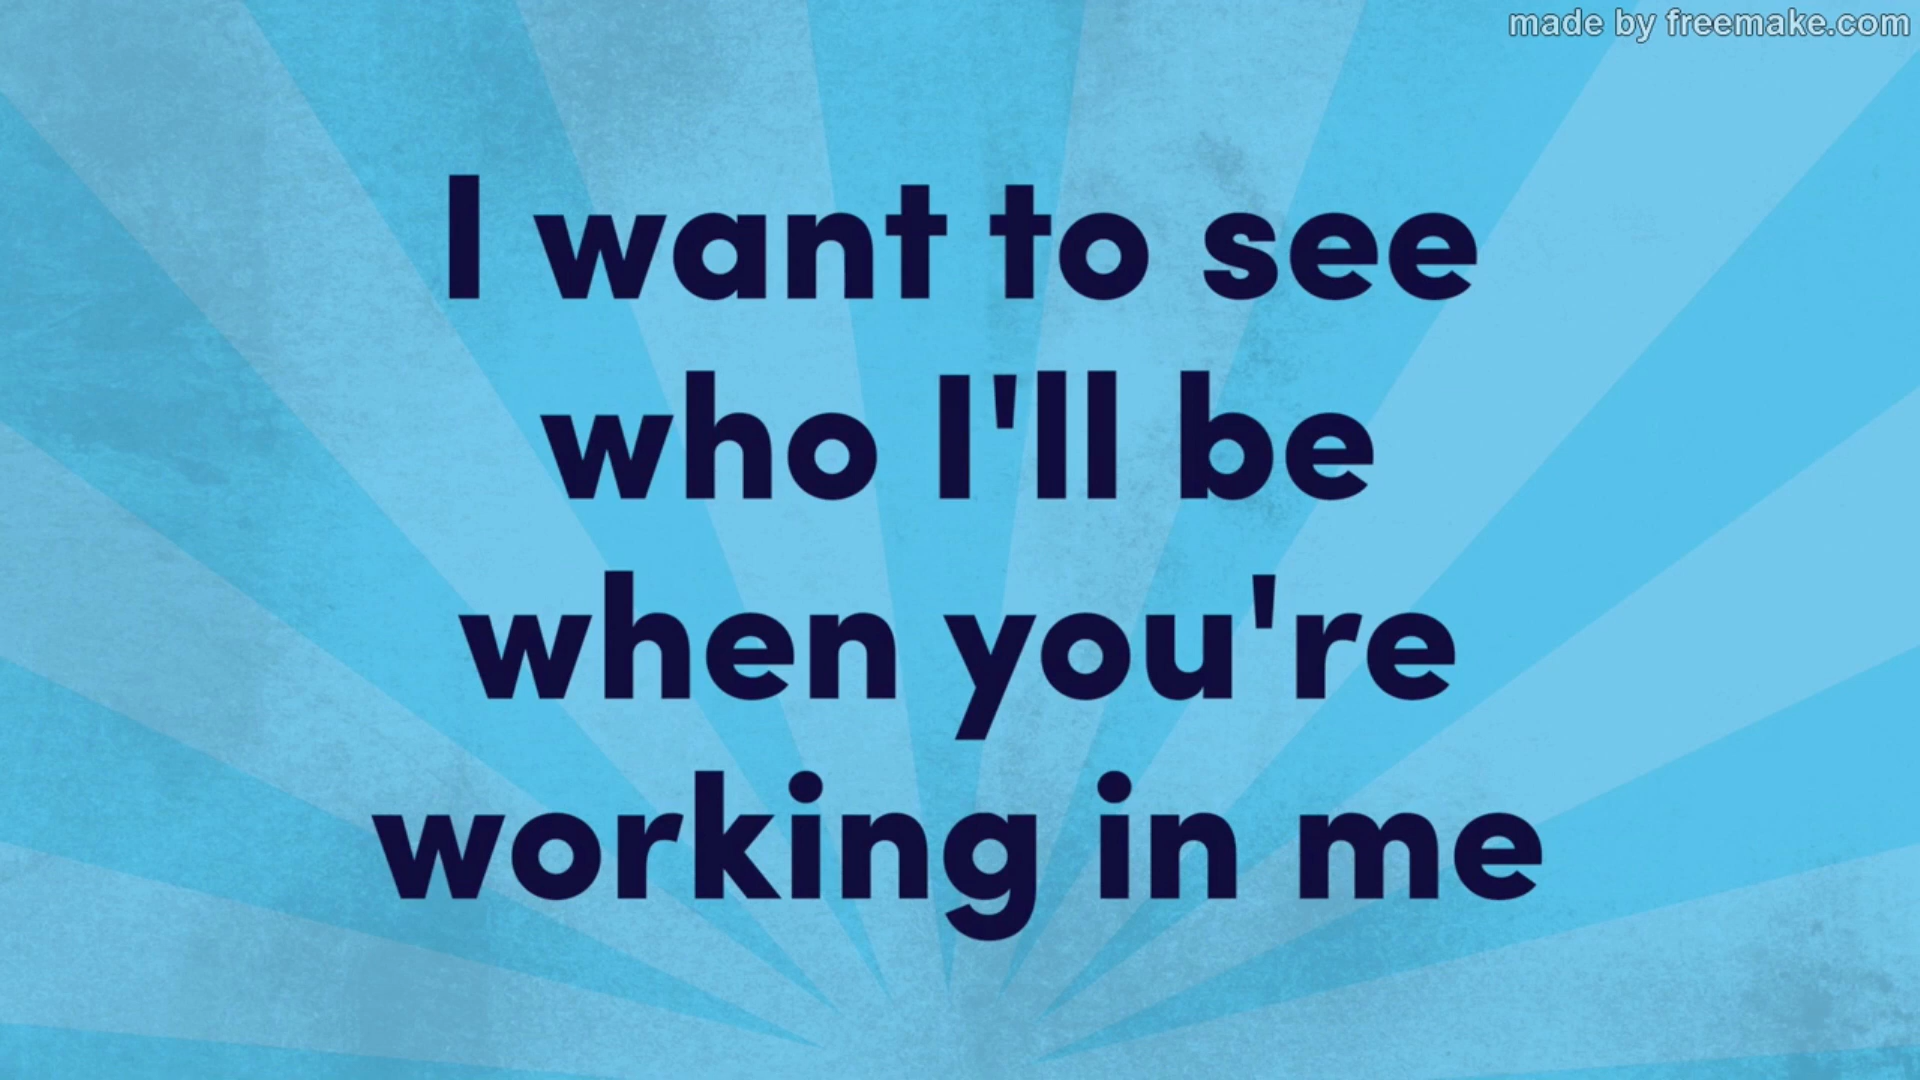 made by freemake.com
I want to see
who I'll be
when you're
working in me